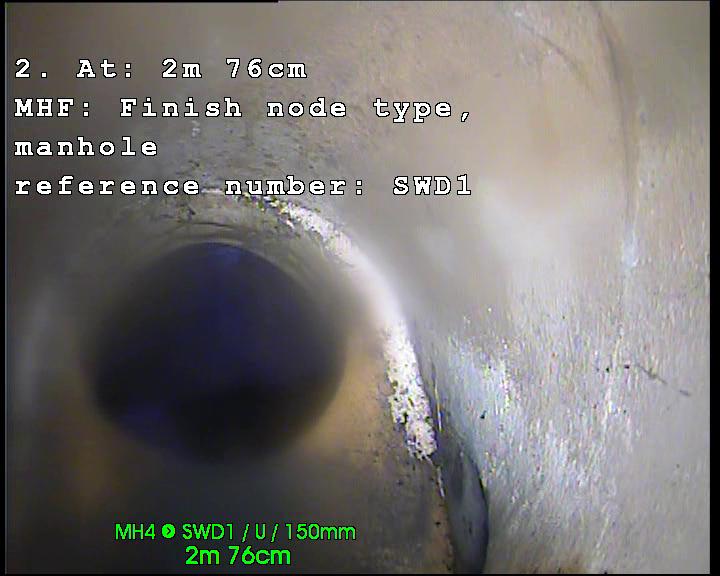 2. At: 2m 76cm
MHF: Finish node type,
manhole
reference number: SWD1
MH4 > SWD1 / U / 150mm
2m 76cm